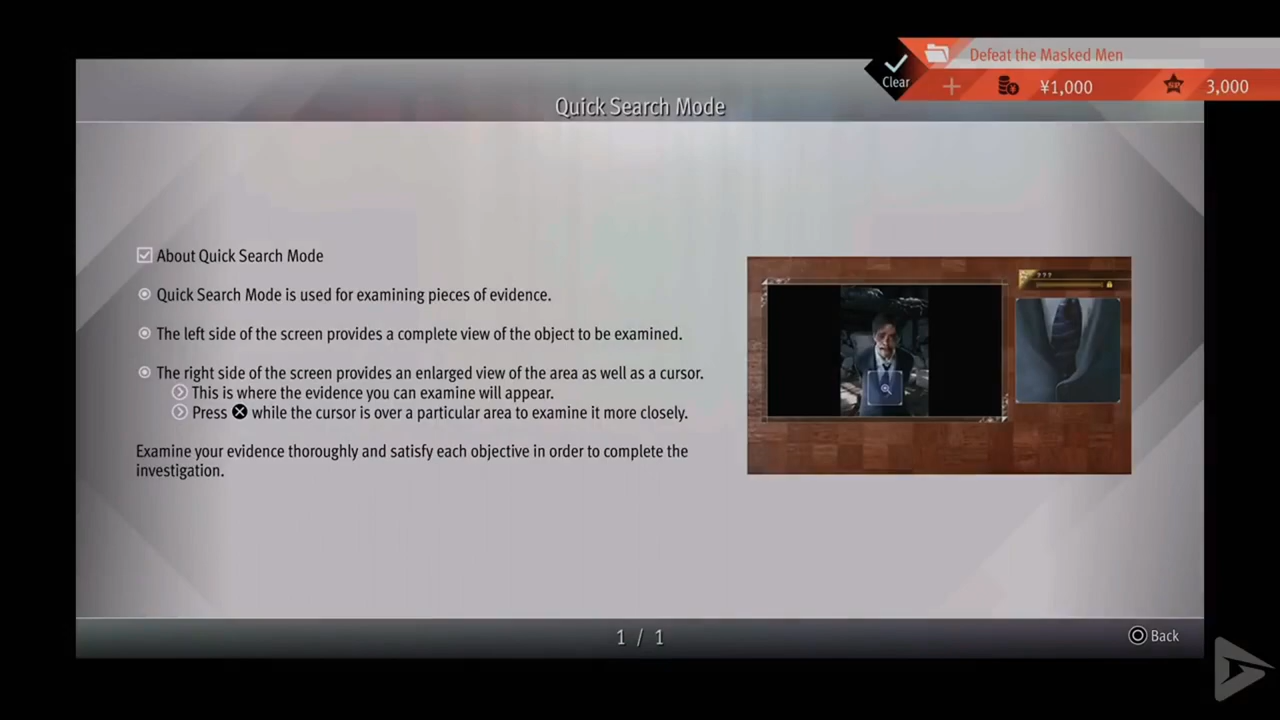 Defeat the Masked Men
Clear
¥1,000
3,000
Quick Search Mode
About Quick Search Mode
Quick Search Mode is used for examining pieces of evidence.
The left side of the screen provides a complete view of the object to be examined.
The right side of the screen provides an enlarged view of the area as well as a cursor.
This is where the evidence you can examine will appear.
Press ⓧ while the cursor is over a particular area to examine it more closely.
Examine your evidence thoroughly and satisfy each objective in order to complete the
investigation.
???
1 / 1
Back